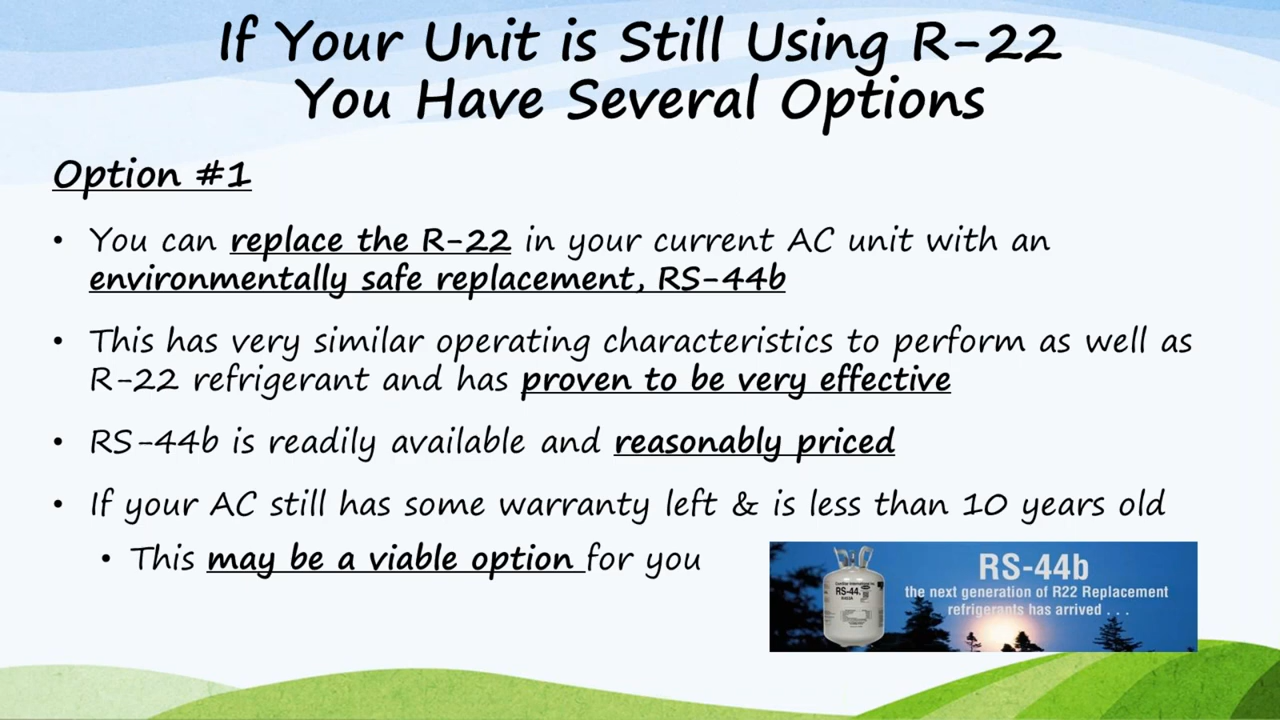 If Your Unit is Still Using R-22
You Have Several Options
Option #1
• You can replace the R-22 in your current AC unit with an
environmentally safe replacement, RS-44b
• This has very similar operating characteristics to perform as well as
R-22 refrigerant and has proven to be very effective
• RS-44b is readily available and reasonably priced
• If your AC still has some warranty left & is less than 10 years old
• This may be a viable option for you
RS-44b
the next generation of R22 Replacement
refrigerants has arrived . . .
RS-44